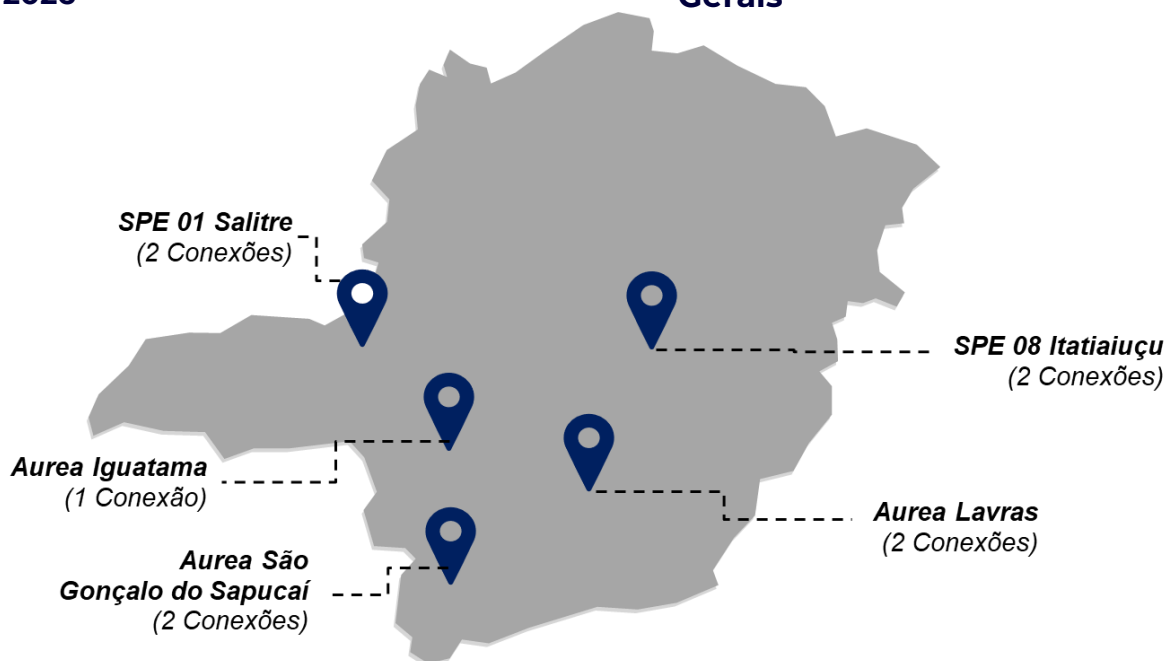 Gerais
SPE 01 Salitre
(2 Conexões)
SPE 08 Itatiaiuçu
(2 Conexões)
Aurea Iguatama
(1 Conexão)
Aurea Lavras
(2 Conexões)
Aurea São
Gonçalo do Sapucaí
(2 Conexões)